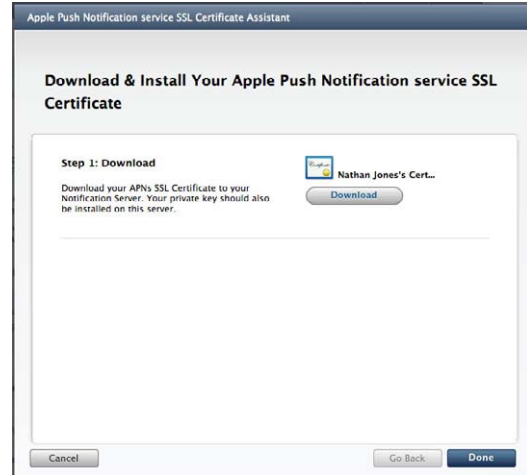 Apple Push Notification service SSL Certificate Assistant
Download & Install Your Apple Push Notification service SSL
Certificate
Step 1: Download
Download your APNs SSL Certificate to your
Notification Server. Your private key should also
be installed on this server.
Certificate
Nathan Jones's Cert...
Download
Cancel
Go Back
Done